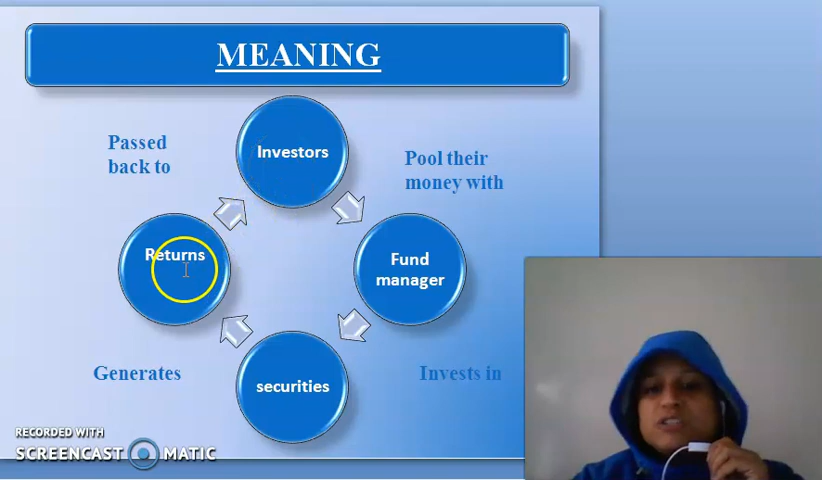 MEANING
Investors
Pool their
money with
Fund
manager
Invests in
securities
Generates
Returns
Passed
back to
RECORDED WITH
SCREENCAST MATIC